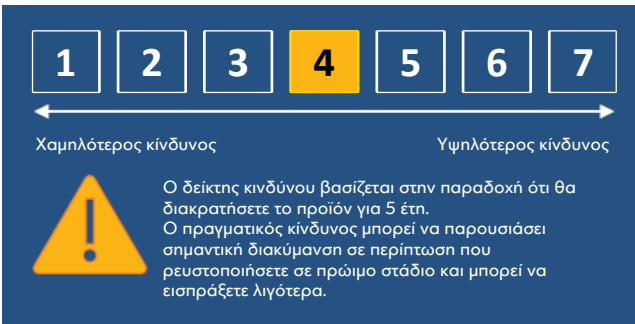 1 2 3 4 5 6 7
Χαμηλότερος κίνδυνος Υψηλότερος κίνδυνος
Ο δείκτης κινδύνου βασίζεται στην παραδοχή ότι θα
διακρατήσετε το προϊόν για 5 έτη.
Ο πραγματικός κίνδυνος μπορεί να παρουσιάσει
σημαντική διακύμανση σε περίπτωση που
ρευστοποιήσετε σε πρώιμο στάδιο και μπορεί να
εισπράξετε λιγότερα.